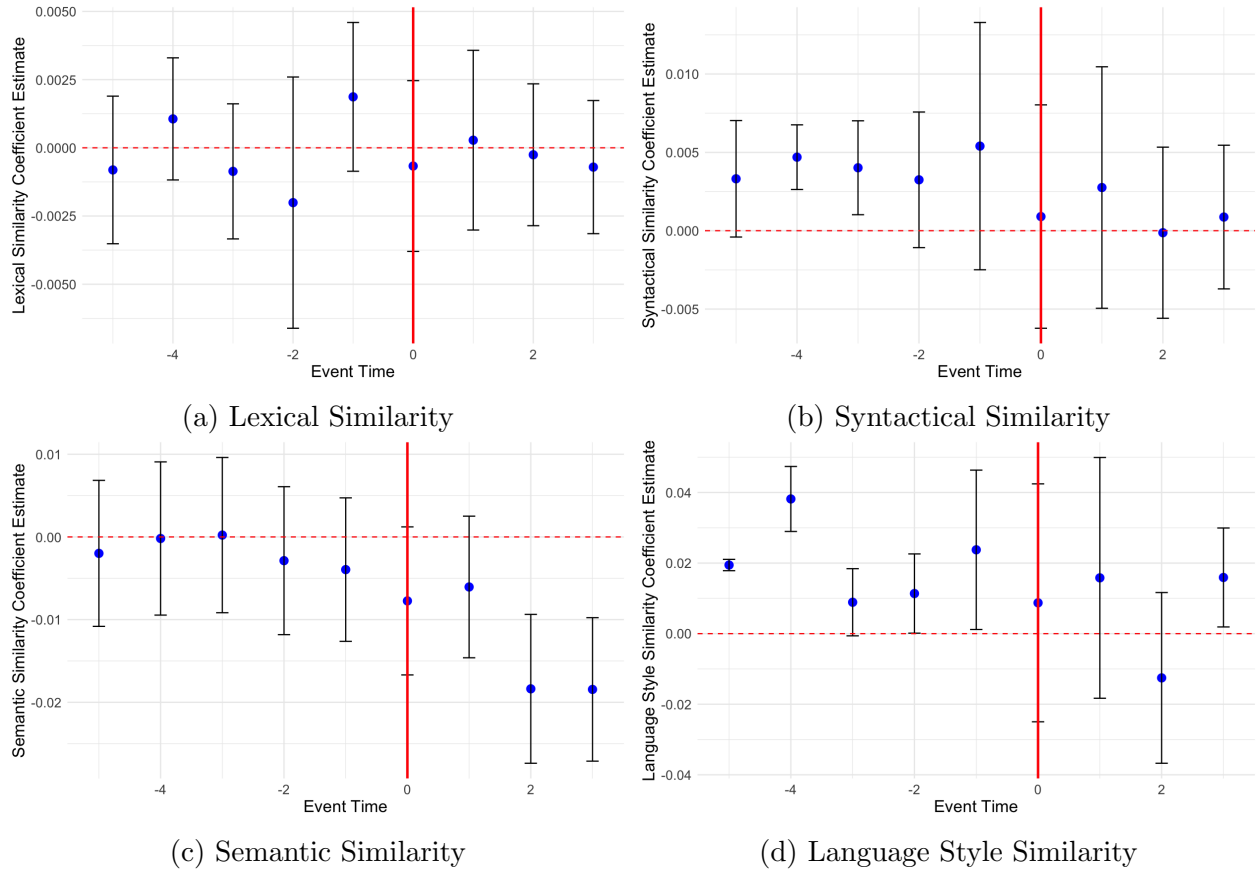 0.0050
0.0025
0.0000
-0.0025
-0.0050
Lexical Similarity Coefficient Estimate
-4
-2
0
2
Event Time
(a) Lexical Similarity
0.010
0.005
0.000
-0.005
Syntactical Similarity Coefficient Estimate
-4
-2
0
2
Event Time
(b) Syntactical Similarity
0.01
0.00
-0.01
-0.02
Semantic Similarity Coefficient Estimate
-4
-2
0
2
Event Time
(c) Semantic Similarity
0.04
0.02
0.00
-0.02
-0.04
Language Style Similarity Coefficient Estimate
-4
-2
0
2
Event Time
(d) Language Style Similarity